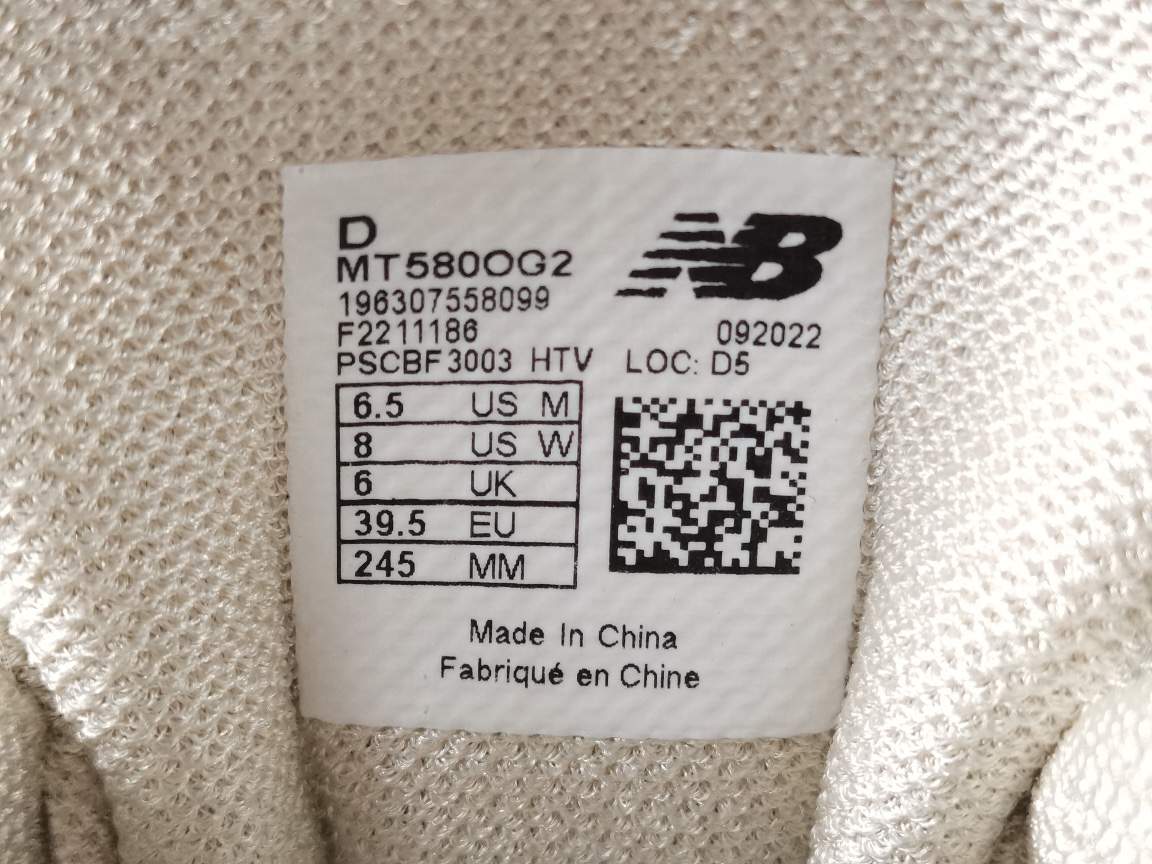 D
MT580OG2
NB
196307558099
F2211186 092022
PSCBF3003 HTV LOC: D5
6.5 US M
8 US W
6 UK
39.5 EU
245 MM
Made In China
Fabriqué en Chine